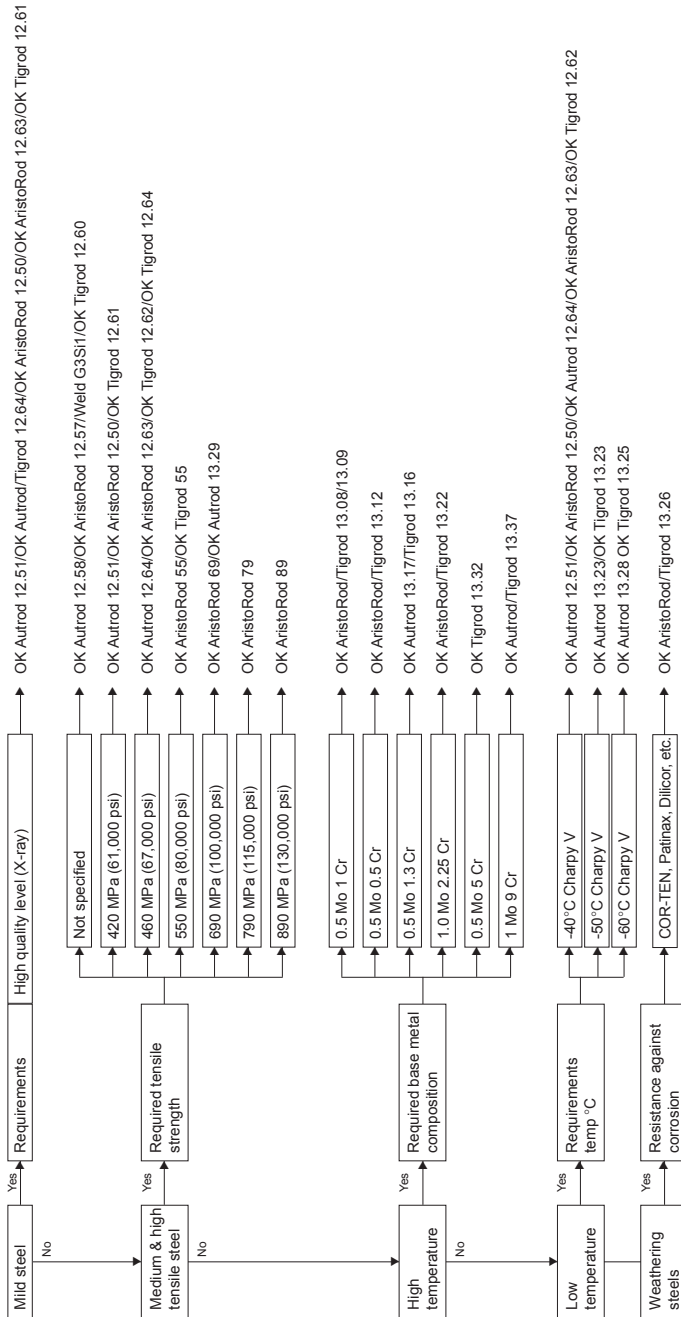 Mild steel
Yes
Requirements
High quality level (X-ray)
OK Autrod 12.51/OK Autrod/Tigrod 12.64/OK AristoRod 12.50/OK AristoRod 12.63/OK Tigrod 12.61
No
Medium & high
tensile steel
Yes
Required tensile
strength
Not specified
OK Autrod 12.58/OK AristoRod 12.57/Weld G3Si1/OK Tigrod 12.60
420 MPa (61,000 psi)
OK Autrod 12.51/OK AristoRod 12.50/OK Tigrod 12.61
460 MPa (67,000 psi)
OK Autrod 12.64/OK AristoRod 12.63/OK Tigrod 12.62/OK Tigrod 12.64
550 MPa (80,000 psi)
OK AristoRod 55/OK Tigrod 55
690 MPa (100,000 psi)
OK AristoRod 69/OK Autrod 13.29
790 MPa (115,000 psi)
OK AristoRod 79
890 MPa (130,000 psi)
OK AristoRod 89
No
High
temperature
Yes
Required base metal
composition
0.5 Mo 1 Cr
OK AristoRod/Tigrod 13.08/13.09
0.5 Mo 0.5 Cr
OK AristoRod/Tigrod 13.12
0.5 Mo 1.3 Cr
OK Autrod 13.17/Tigrod 13.16
1.0 Mo 2.25 Cr
OK AristoRod/Tigrod 13.22
0.5 Mo 5 Cr
OK Tigrod 13.32
1 Mo 9 Cr
OK Autrod/Tigrod 13.37
No
Low
temperature
Yes
Requirements
temp °C
-40°C Charpy V
OK Autrod 12.51/OK AristoRod 12.50/OK Autrod 12.64/OK AristoRod 12.63/OK Tigrod 12.62
-50°C Charpy V
OK Autrod 13.23/OK Tigrod 13.23
-60°C Charpy V
OK Autrod 13.28 OK Tigrod 13.25
Weathering
steels
Yes
Resistance against
corrosion
COR-TEN, Patinax, Dilicor, etc.
OK AristoRod/Tigrod 13.26